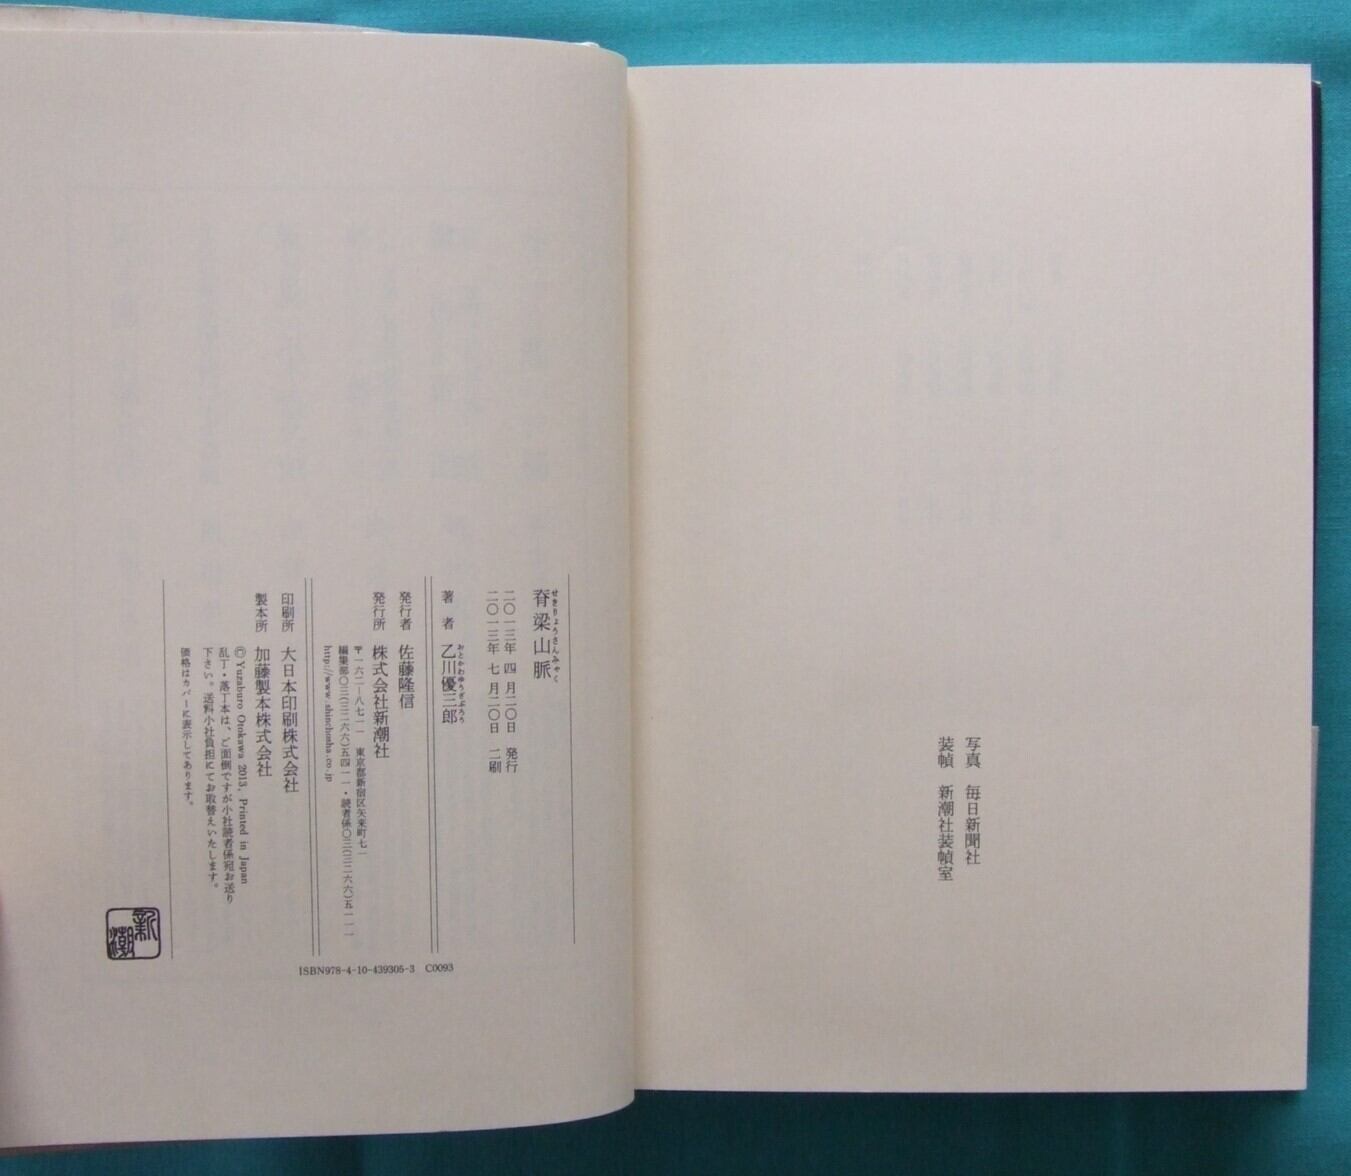 写真 毎日新聞社
装幀 新潮社装幀室
せきりょうさんみゃく
脊梁山脈
二〇一三年 四 月二〇日 発行
二〇一三年 七 月二〇日 二刷
おとかわゆうざぶろう
著 者 乙川優三郎
発行者 佐藤隆信
発行所 株式会社新潮社
〒一六二―八七一一 東京都新宿区矢来町七一
編集部〇三(三二六六)五四一一・読者係〇三(三二六六)五一一一
http://www.shinchosha.co.jp
印刷所 大日本印刷株式会社
製本所 加藤製本株式会社
© Yuzaburo Otokawa 2013, Printed in Japan
乱丁・落丁本は、ご面倒ですが小社読者係宛お送り
下さい。送料小社負担にてお取替えいたします。
価格はカバーに表示してあります。
新潮
ISBN978-4-10-439305-3 C0093